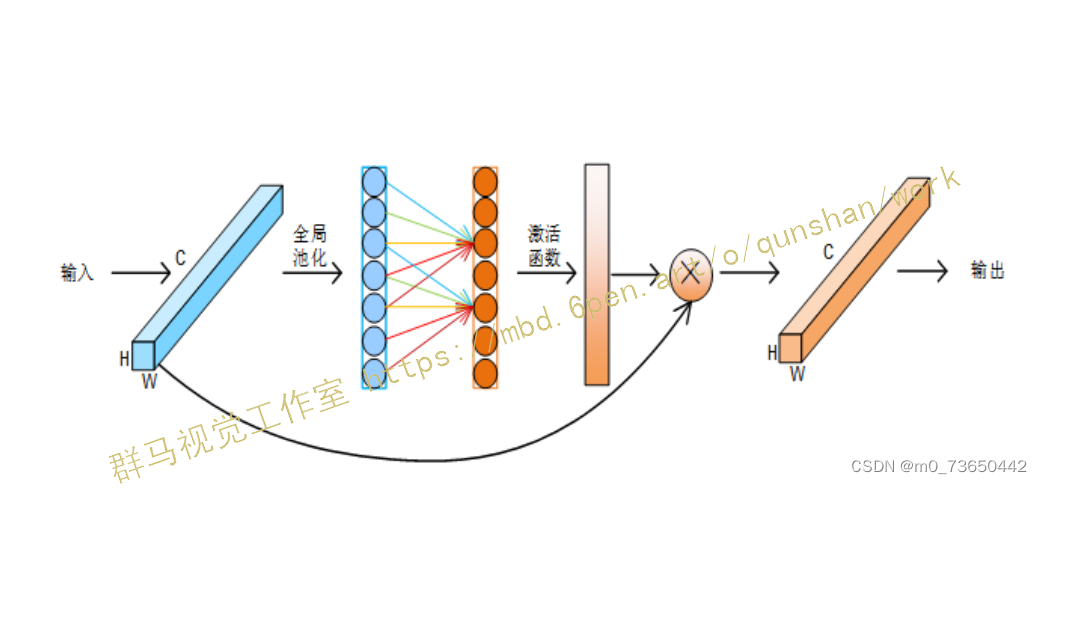 输入
C
H
W
全局
池化
激活
函数
X
C
H
W
输出
群马视觉工作室 https://mbd.6pen.art/o/qunshan/work
CSDN @m0_73650442